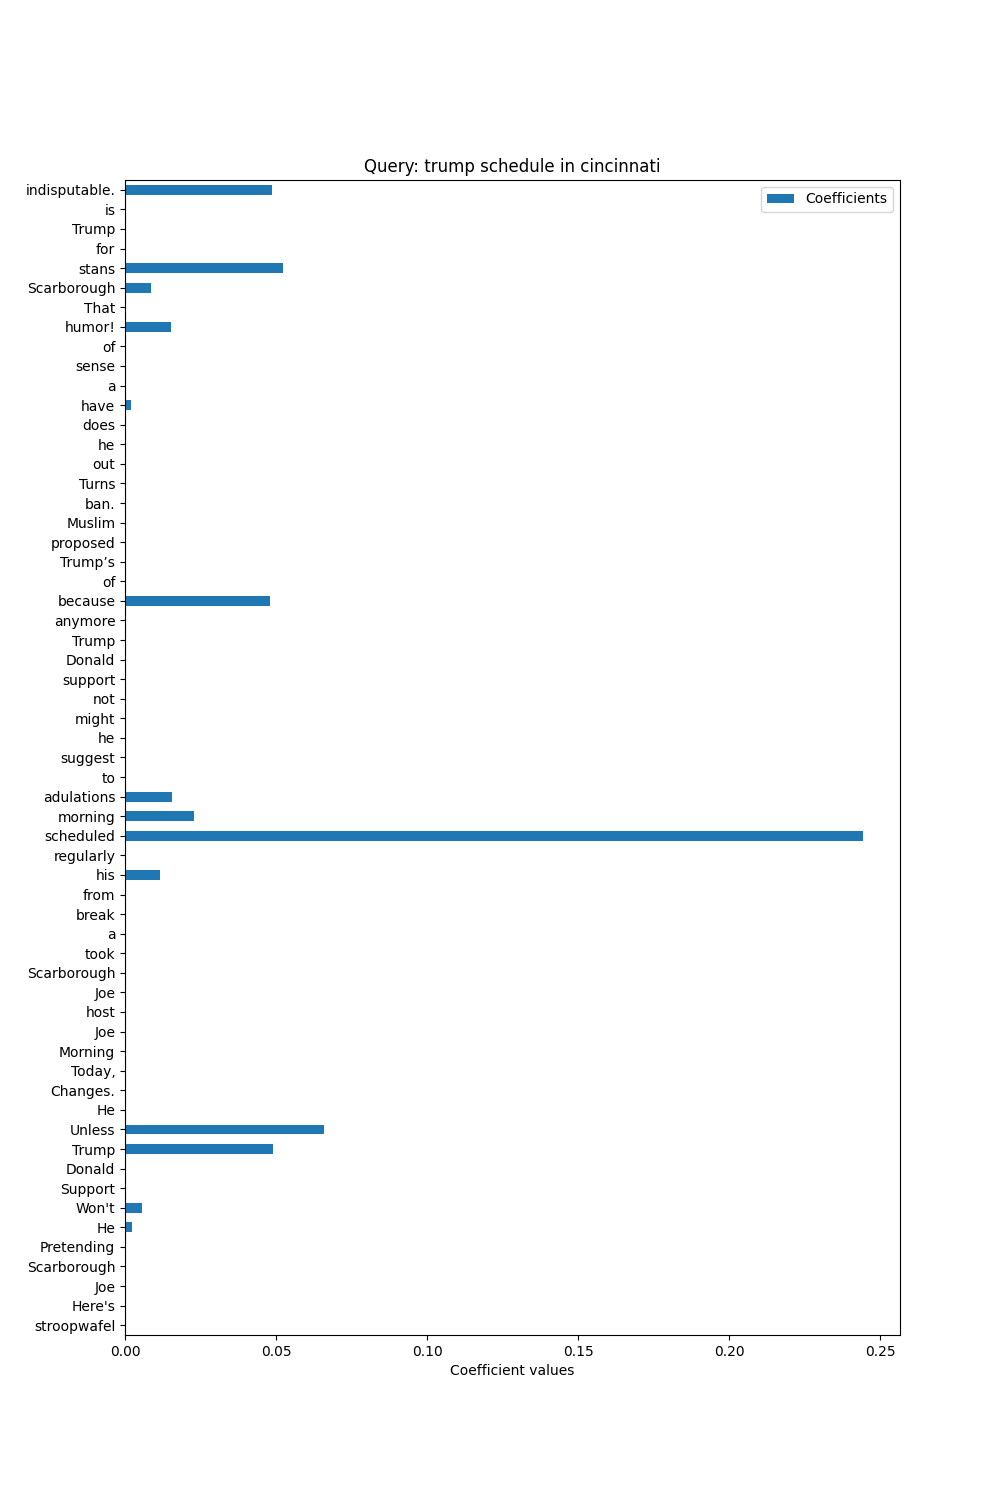 Query: trump schedule in cincinnati
Coefficients
indisputable.
is
Trump
for
stans
Scarborough
That
humor!
of
sense
a
have
does
he
out
Turns
ban.
Muslim
proposed
Trump’s
of
because
anymore
Trump
Donald
support
not
might
he
suggest
to
adulations
morning
scheduled
regularly
his
from
break
a
took
Scarborough
Joe
host
Joe
Morning
Today,
Changes.
He
Unless
Trump
Donald
Support
Won't
He
Pretending
Scarborough
Joe
Here's
stroopwafel
0.00 0.05 0.10 0.15 0.20 0.25
Coefficient values